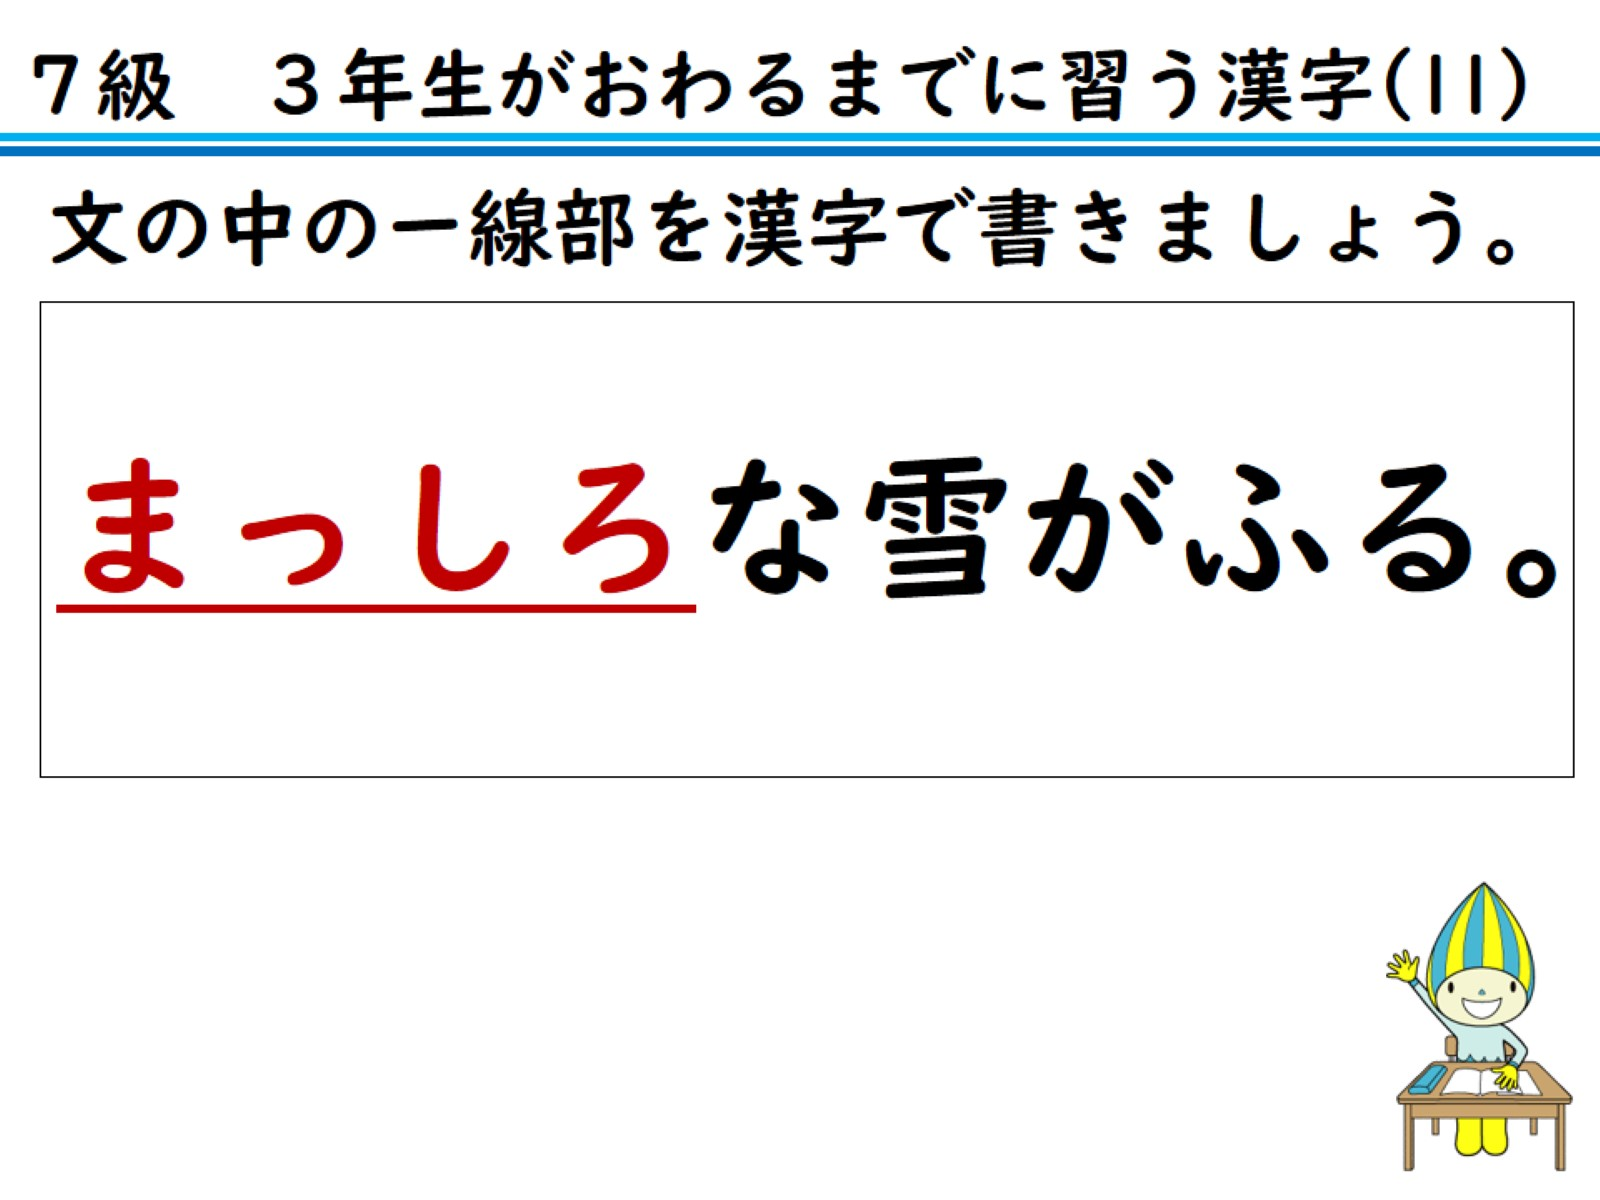 ７級　３年生がおわるまでに習う漢字(11)
文の中の一線部を漢字で書きましょう。
まっしろな雪がふる。